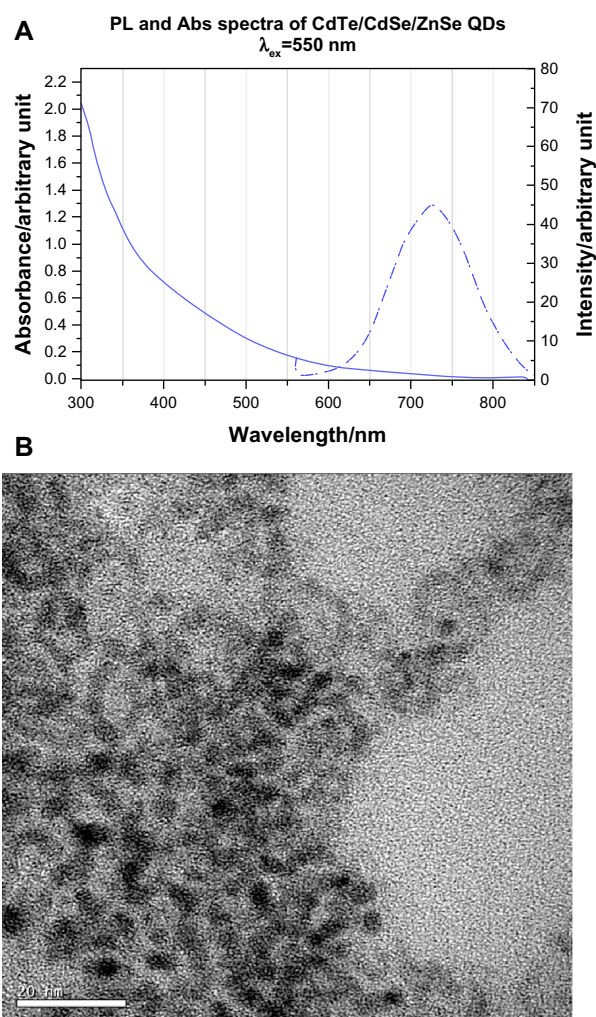 A
PL and Abs spectra of CdTe/CdSe/ZnSe QDs
λex=550 nm
Absorbance/arbitrary unit
2.2
2.0
1.8
1.6
1.4
1.2
1.0
0.8
0.6
0.4
0.2
0.0
80
70
60
50
40
30
20
10
0
Intensity/arbitrary unit
300 400 500 600 700 800
Wavelength/nm
B
20 nm